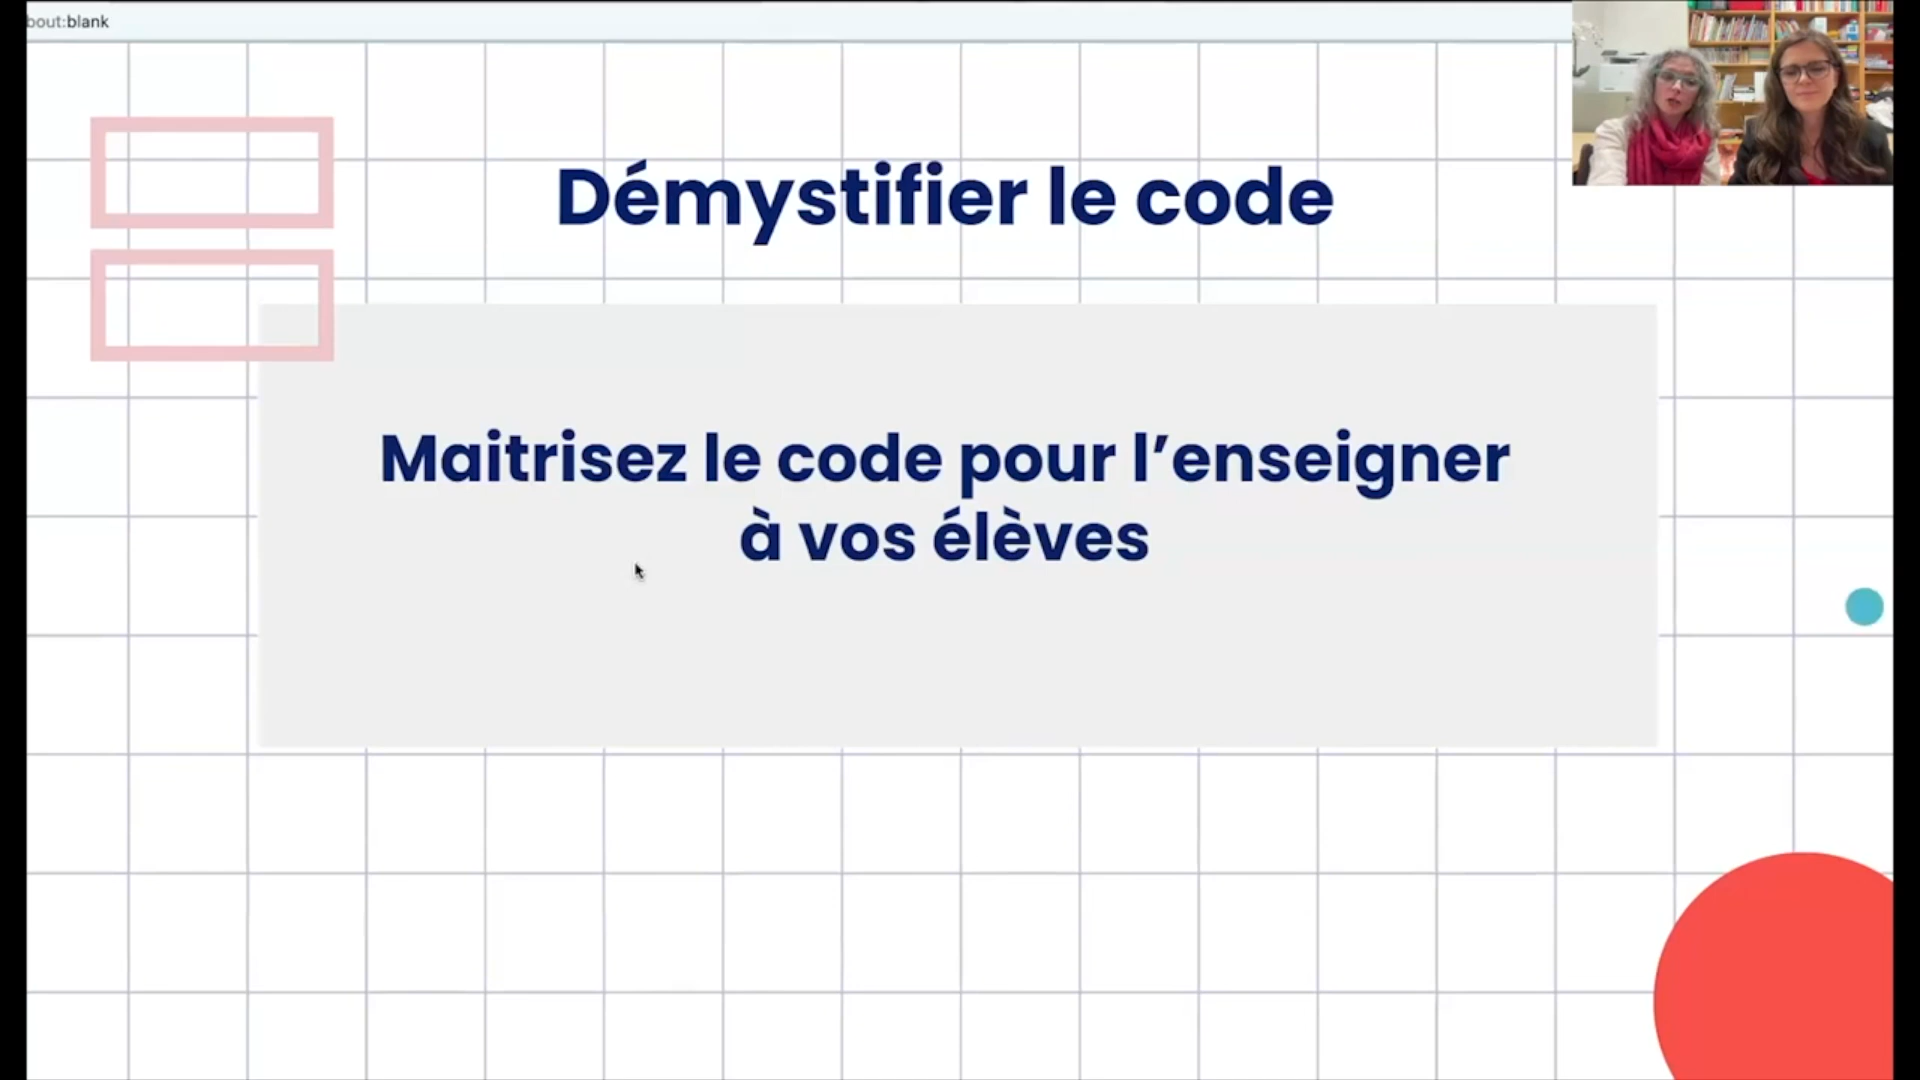 bout:blank
Démystifier le code
Maitrisez le code pour l’enseigner
à vos élèves